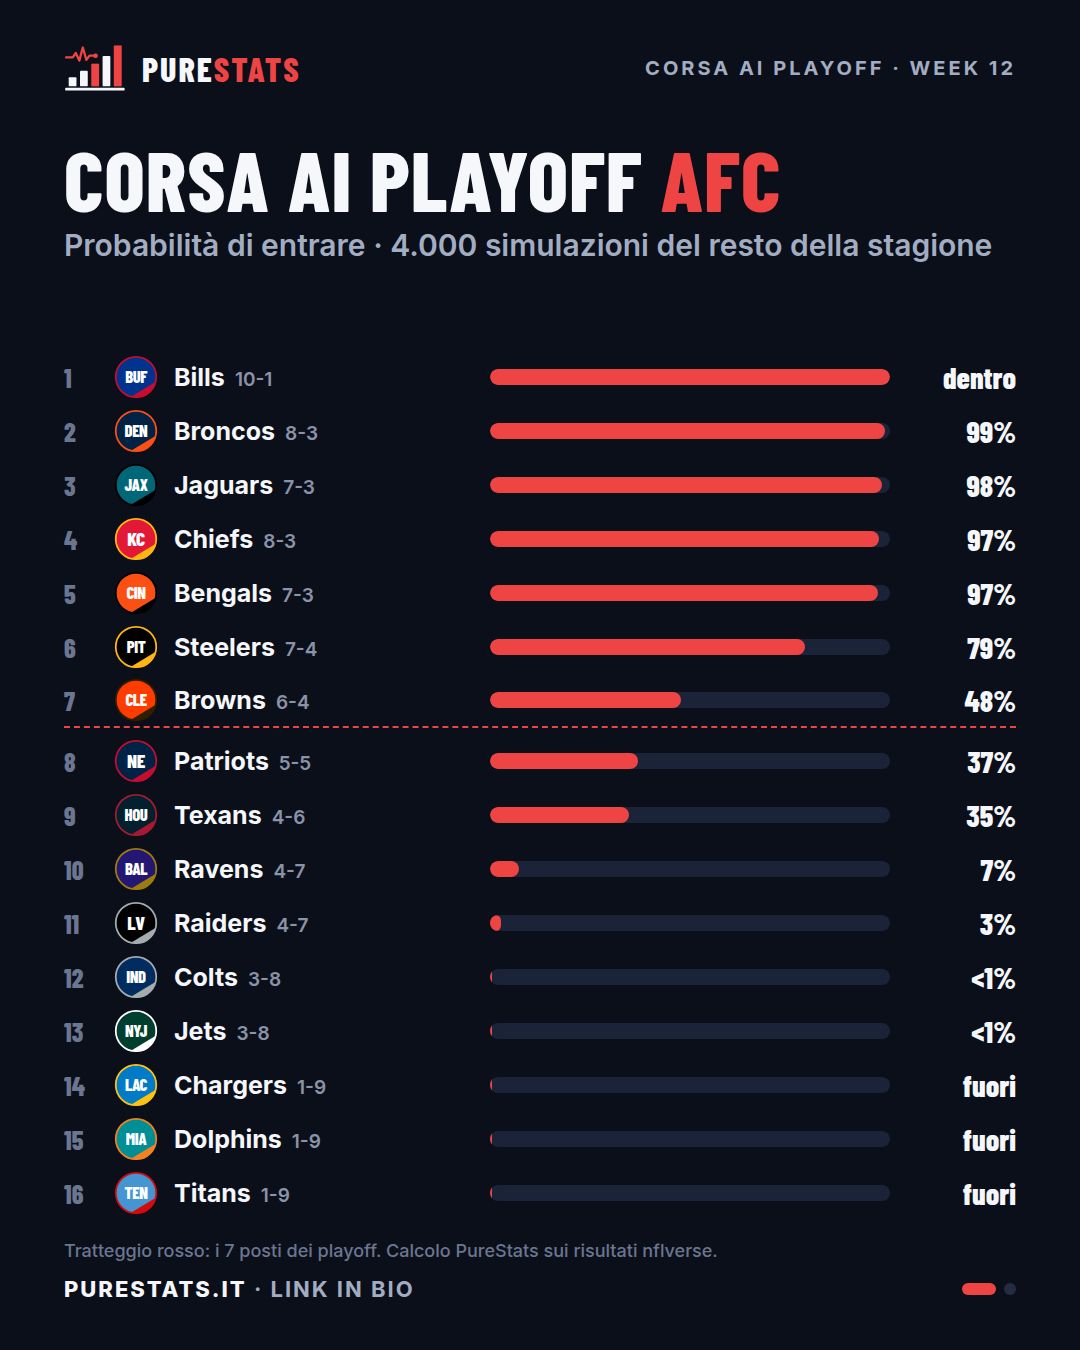 PURESTATS
CORSA AI PLAYOFF · WEEK 12
CORSA AI PLAYOFF AFC
Probabilità di entrare · 4.000 simulazioni del resto della stagione
1 BUF Bills 10-1 dentro
2 DEN Broncos 8-3 99%
3 JAX Jaguars 7-3 98%
4 KC Chiefs 8-3 97%
5 CIN Bengals 7-3 97%
6 PIT Steelers 7-4 79%
7 CLE Browns 6-4 48%
8 NE Patriots 5-5 37%
9 HOU Texans 4-6 35%
10 BAL Ravens 4-7 7%
11 LV Raiders 4-7 3%
12 IND Colts 3-8 <1%
13 NYJ Jets 3-8 <1%
14 LAC Chargers 1-9 fuori
15 MIA Dolphins 1-9 fuori
16 TEN Titans 1-9 fuori
Tratteggio rosso: i 7 posti dei playoff. Calcolo PureStats sui risultati nflverse.
PURESTATS.IT · LINK IN BIO